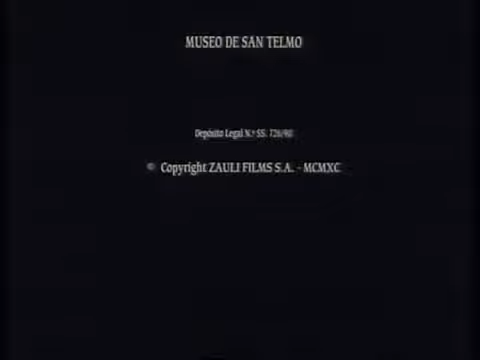 MUSEO DE SAN TELMO
Depósito Legal N.º SS. 726/90
© Copyright ZAULI FILMS S.A. - MCMXC